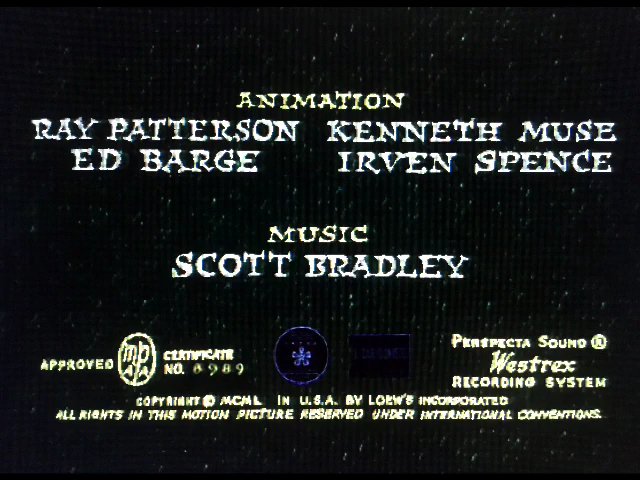 ANIMATION
RAY PATTERSON KENNETH MUSE
ED BARGE IRVEN SPENCE
MUSIC
SCOTT BRADLEY
APPROVED MPAA CERTIFICATE NO. 8989
PERSPECTA SOUND ®
Westrex
RECORDING SYSTEM
COPYRIGHT © MCML IN U.S.A. BY LOEW'S INCORPORATED
ALL RIGHTS IN THIS MOTION PICTURE RESERVED UNDER INTERNATIONAL CONVENTIONS.